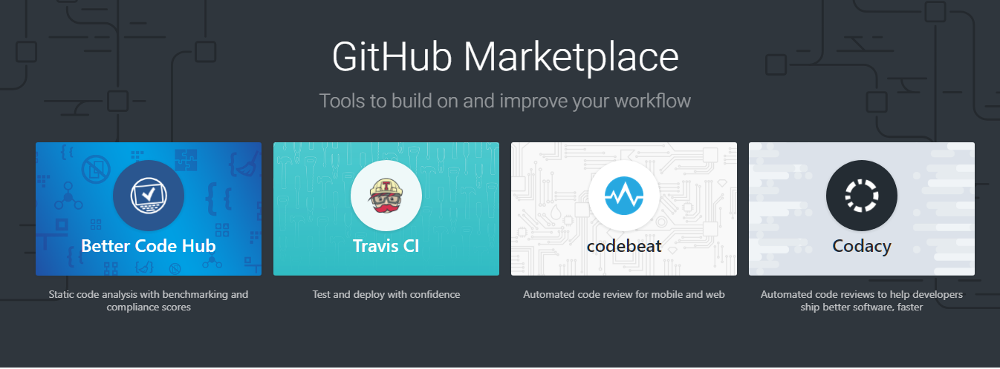 GitHub Marketplace
Tools to build on and improve your workflow
Better Code Hub
Static code analysis with benchmarking and
compliance scores
T
Travis CI
Test and deploy with confidence
codebeat
Automated code review for mobile and web
Codacy
Automated code reviews to help developers
ship better software, faster